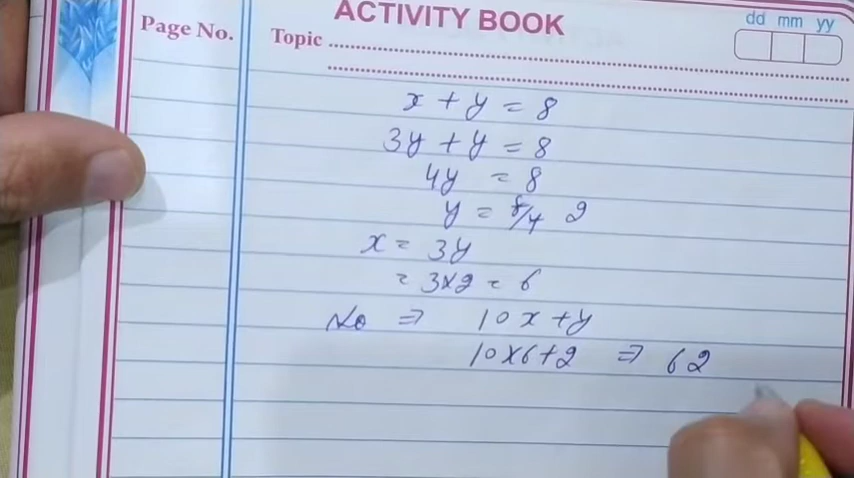 ACTIVITY BOOK
dd mm yy
Page No.
Topic
x + y = 8
3y + y = 8
4y = 8
y = 8/4 2
x = 3y
= 3×2 = 6
No ⇒ 10x + y
10×6+2 ⇒ 62